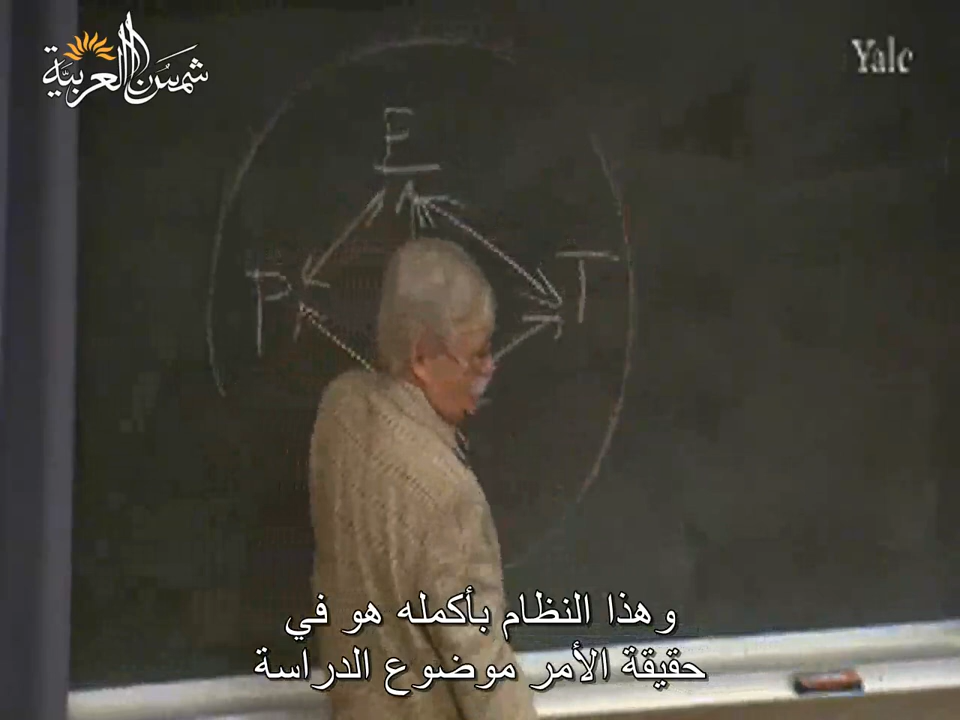 شمس العربية
Yale
E
P
T
وهذا النظام بأكمله هو في
حقيقة الأمر موضوع الدراسة